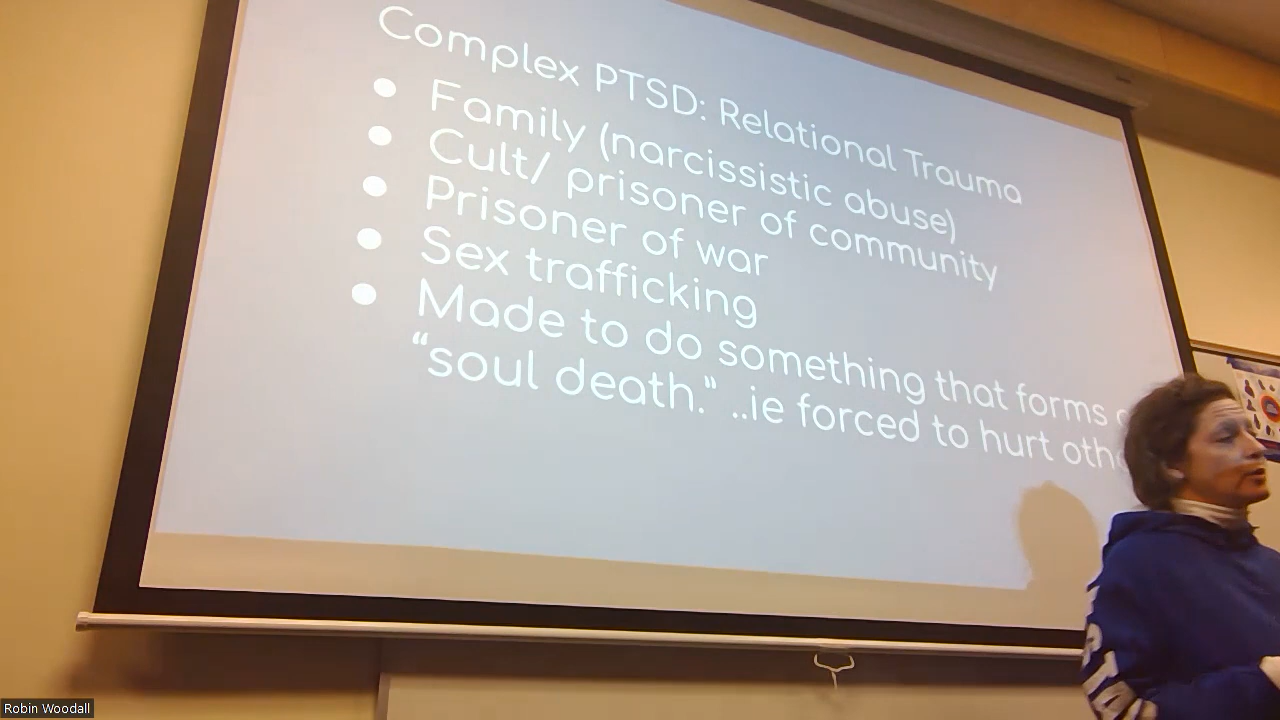 Complex PTSD: Relational Trauma
● Family (narcissistic abuse)
● Cult/ prisoner of community
● Prisoner of war
● Sex trafficking
● Made to do something that forms
“soul death.” ..ie forced to hurt
Robin Woodall